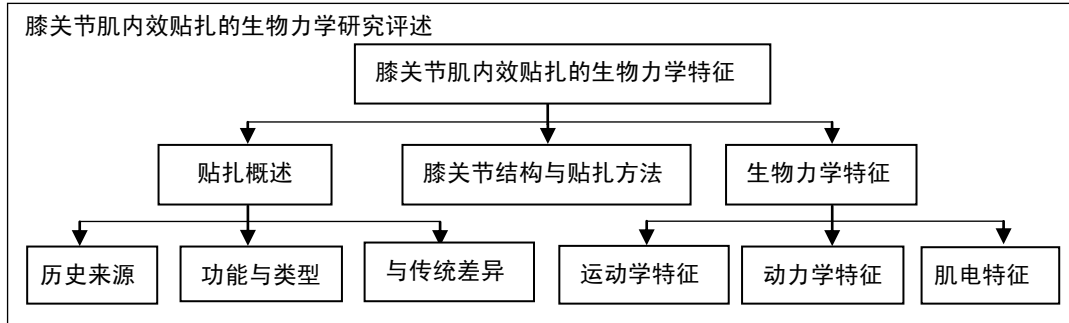 膝关节肌内效贴扎的生物力学研究评述
膝关节肌内效贴扎的生物力学特征
贴扎概述
膝关节结构与贴扎方法
生物力学特征
历史来源
功能与类型
与传统差异
运动学特征
动力学特征
肌电特征